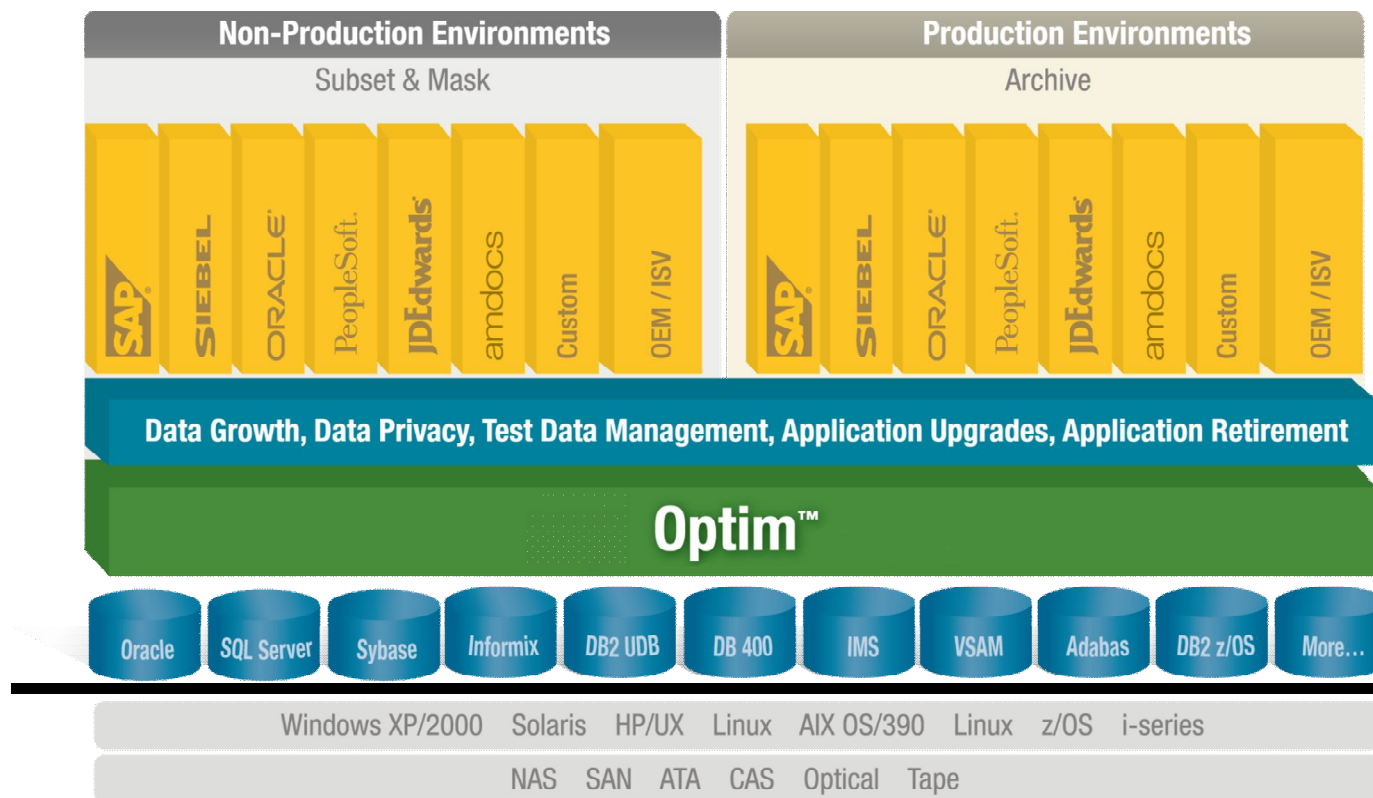 Non-Production Environments
Subset & Mask
SAP®
SIEBEL
ORACLE®
PeopleSoft.
JDEdwards®
amdocs
Custom
OEM / ISV
Production Environments
Archive
SAP®
SIEBEL
ORACLE®
PeopleSoft.
JDEdwards®
amdocs
Custom
OEM / ISV
Data Growth, Data Privacy, Test Data Management, Application Upgrades, Application Retirement
Optim™
Oracle
SQL Server
Sybase
Informix
DB2 UDB
DB 400
IMS
VSAM
Adabas
DB2 z/OS
More...
Windows XP/2000 Solaris HP/UX Linux AIX OS/390 Linux z/OS i-series
NAS SAN ATA CAS Optical Tape